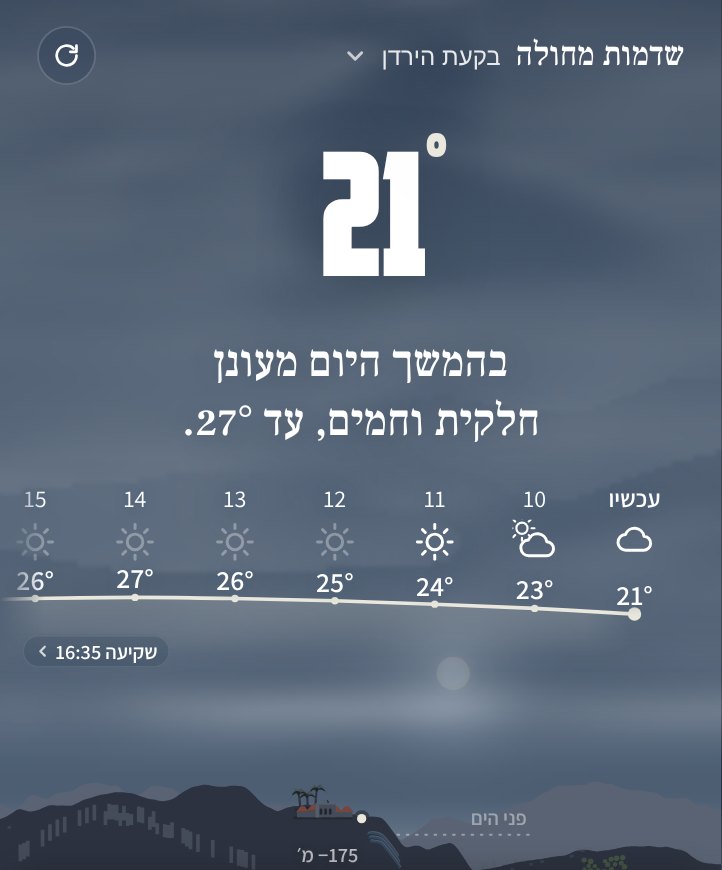 שדמות מחולה בקעת הירדן
21°
בהמשך היום מעונן
חלקית וחמים, עד 27°.
עכשיו 10 11 12 13 14 15
21° 23° 24° 25° 26° 27° 26°
שקיעה 16:35
פני הים
−175 מ׳